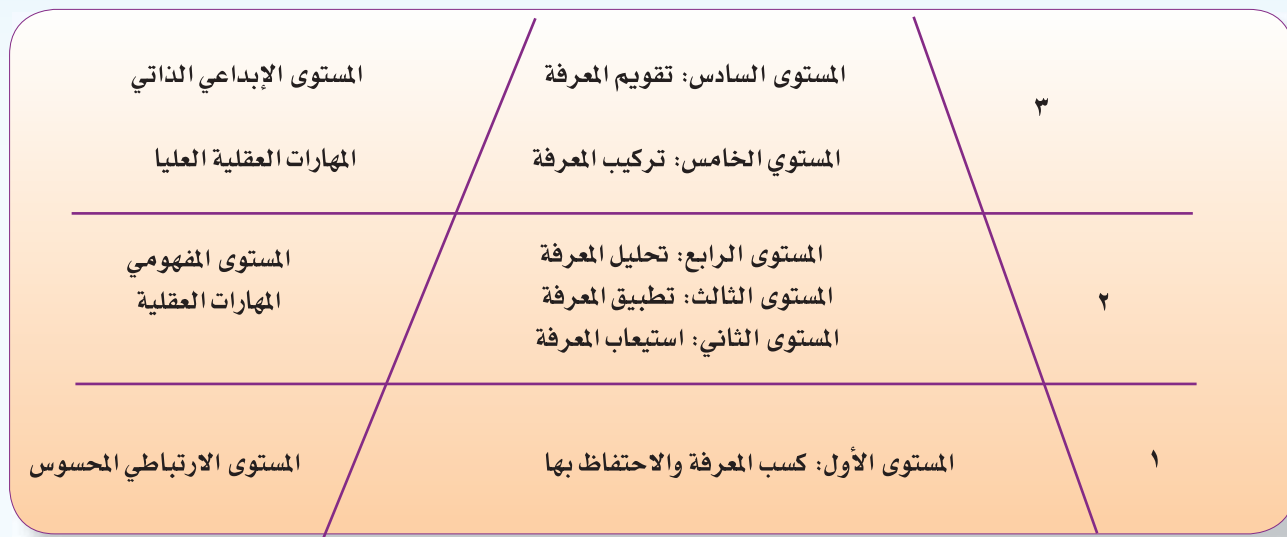 ٣
المستوى السادس: تقويم المعرفة
المستوى الإبداعي الذاتي
المستوي الخامس: تركيب المعرفة
المهارات العقلية العليا
٢
المستوى الرابع: تحليل المعرفة
المستوى الثالث: تطبيق المعرفة
المستوى الثاني: استيعاب المعرفة
المستوى المفهومي
المهارات العقلية
١
المستوى الأول: كسب المعرفة والاحتفاظ بها
المستوى الارتباطي المحسوس